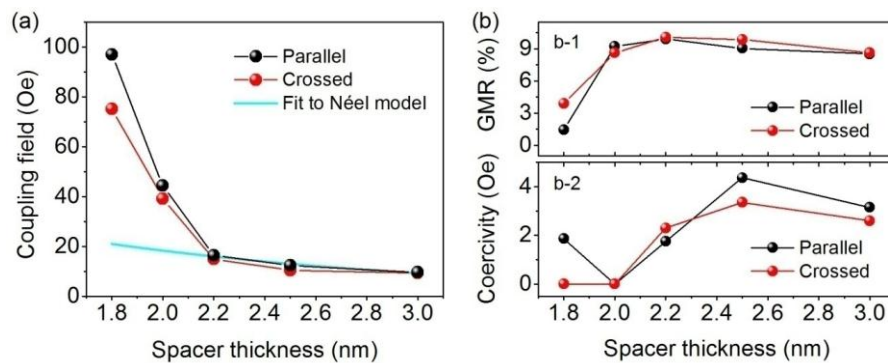 (a)
Coupling field (Oe)
100
80
60
40
20
0
Parallel
Crossed
Fit to Néel model
1.8 2.0 2.2 2.4 2.6 2.8 3.0
Spacer thickness (nm)
(b)
b-1
GMR (%)
9
6
3
0
Parallel
Crossed
b-2
Coercivity (Oe)
4
2
0
Parallel
Crossed
1.8 2.0 2.2 2.4 2.6 2.8 3.0
Spacer thickness (nm)